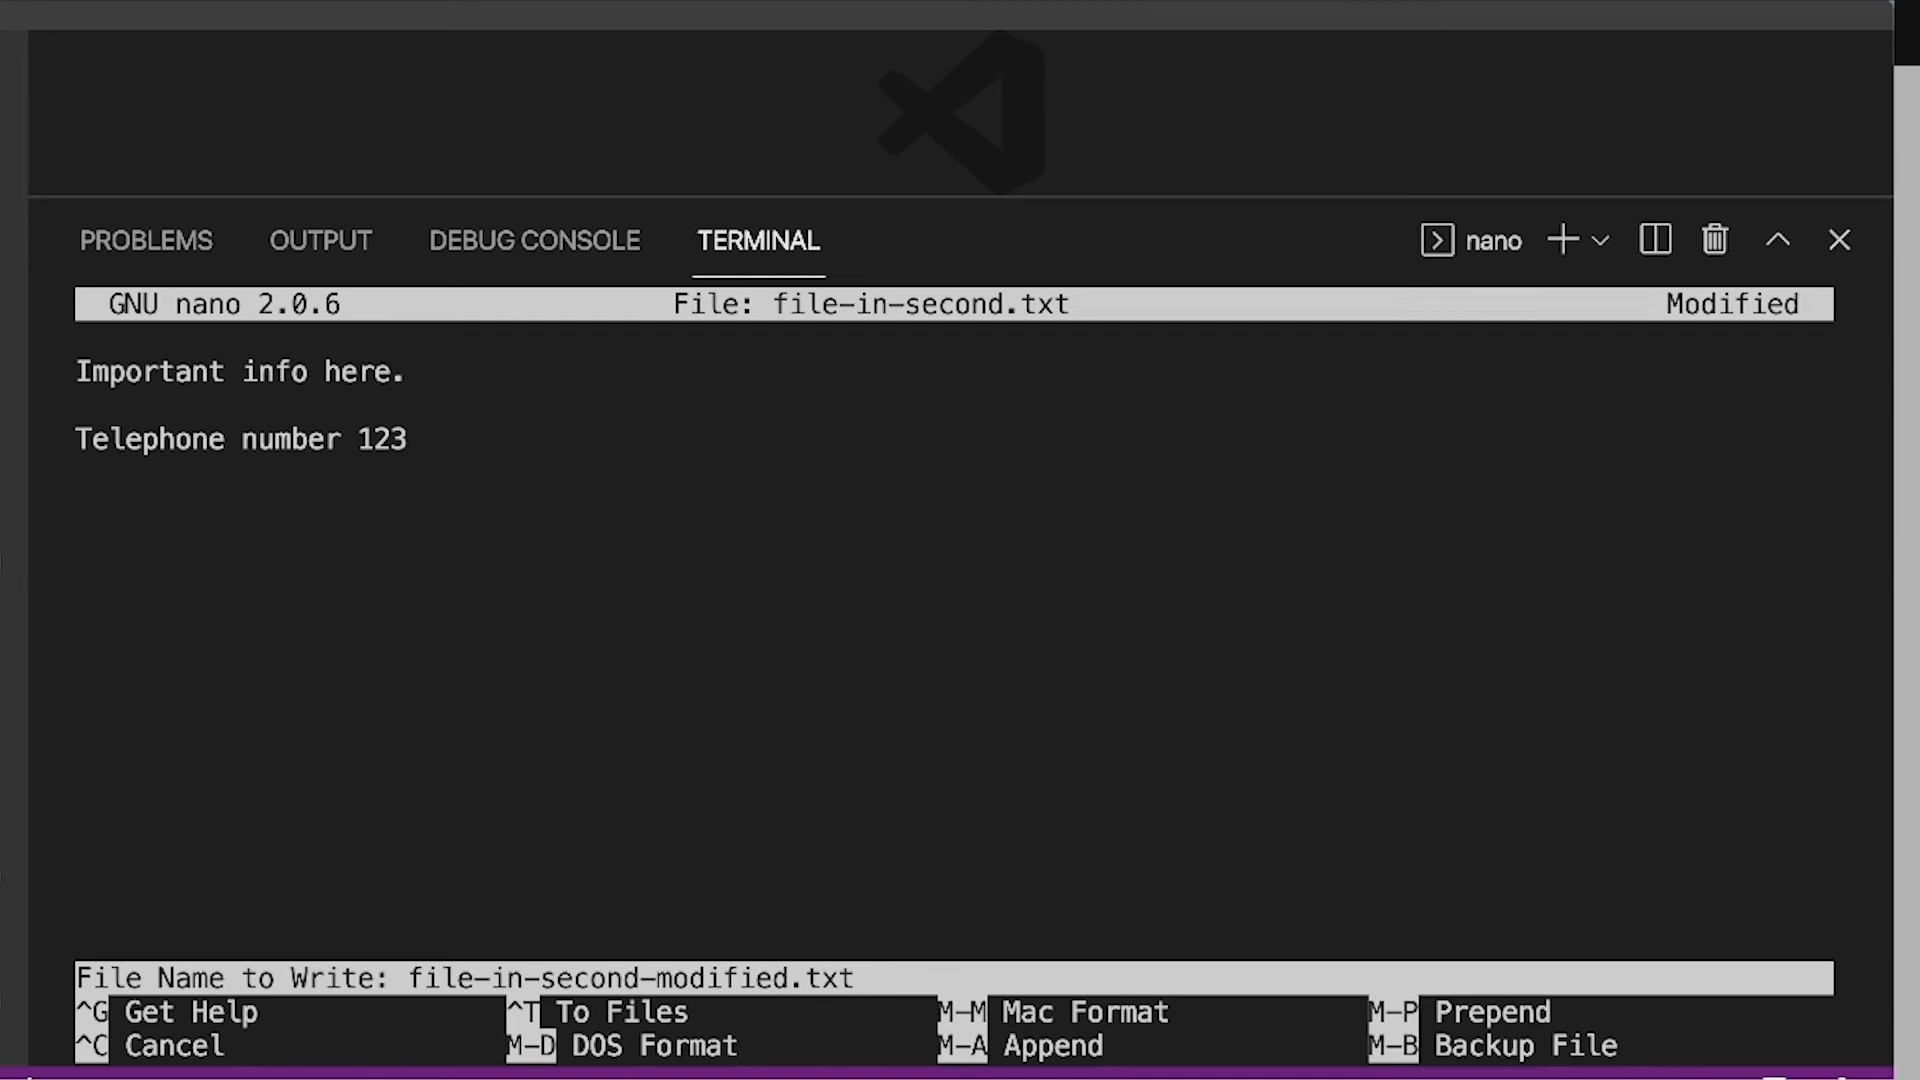 PROBLEMS OUTPUT DEBUG CONSOLE TERMINAL nano
GNU nano 2.0.6 File: file-in-second.txt Modified
Important info here.
Telephone number 123
File Name to Write: file-in-second-modified.txt
^G Get Help ^T To Files M-M Mac Format M-P Prepend
^C Cancel M-D DOS Format M-A Append M-B Backup File